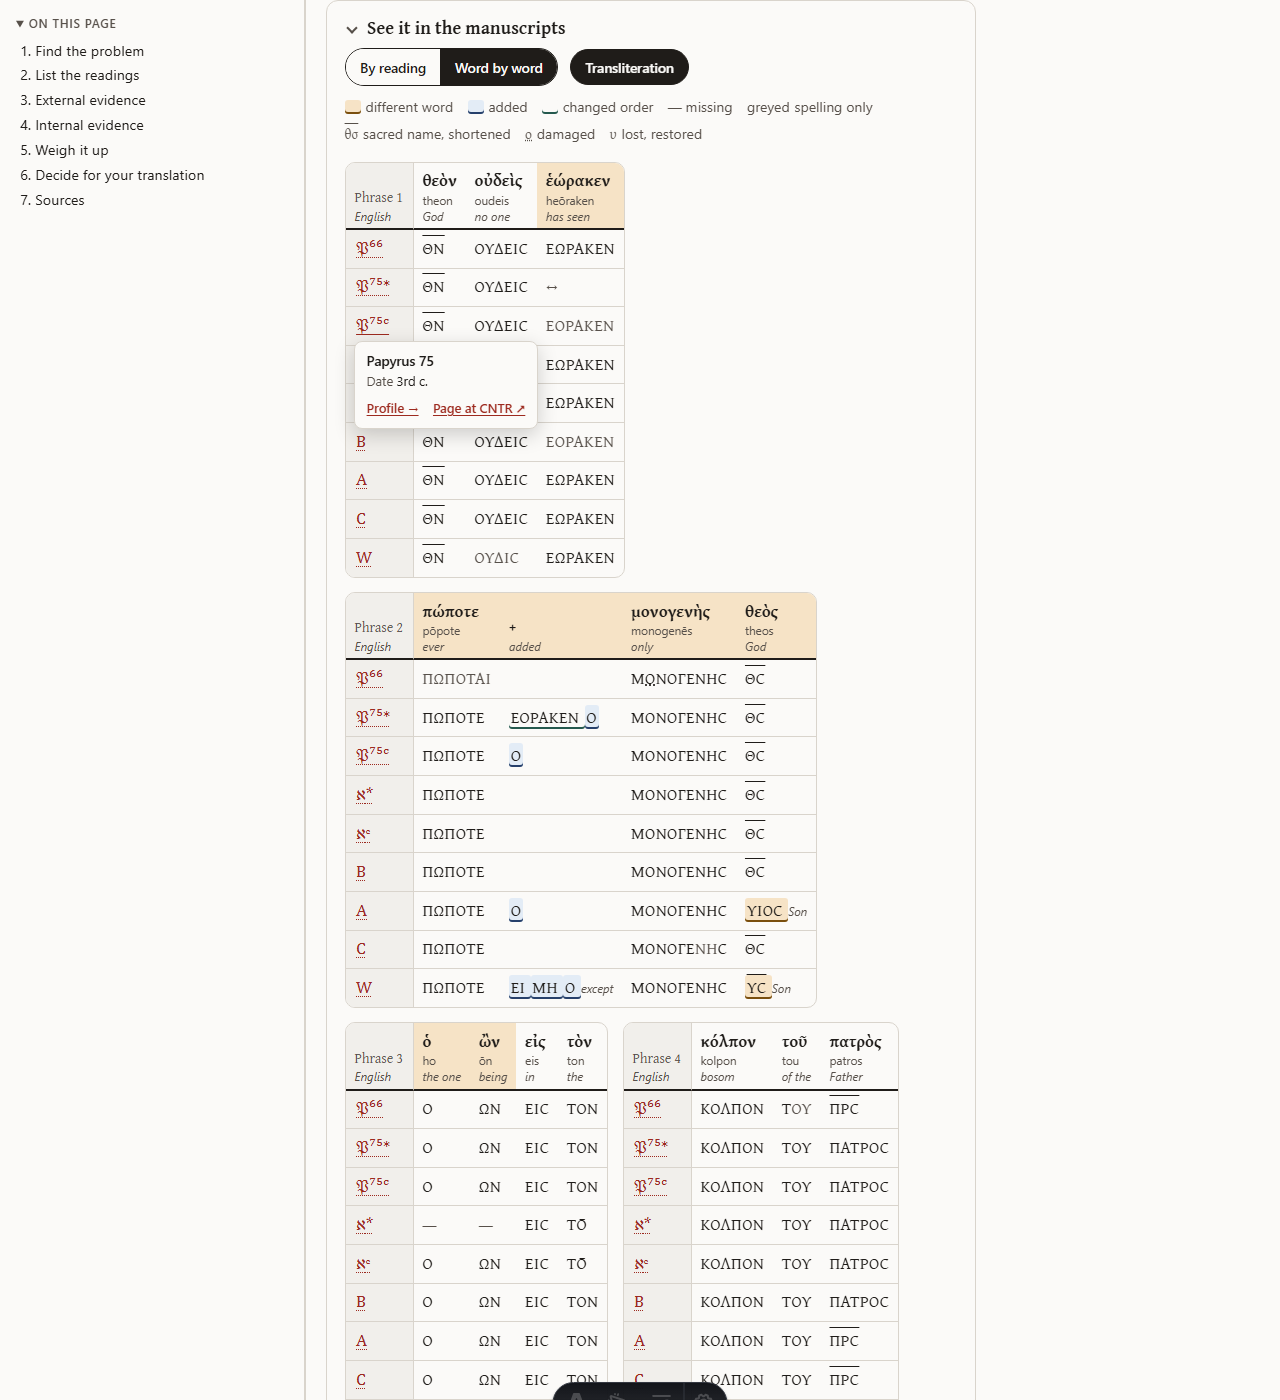 ▼ ON THIS PAGE
1. Find the problem
2. List the readings
3. External evidence
4. Internal evidence
5. Weigh it up
6. Decide for your translation
7. Sources
See it in the manuscripts
By reading Word by word Transliteration
different word added changed order — missing greyed spelling only
θσ sacred name, shortened ο damaged υ lost, restored
θεὸν οὐδεὶς ἑώρακεν
Phrase 1 theon oudeis heōraken
English God no one has seen
𝔓⁶⁶ ΘΝ ΟΥΔΕΙϹ ΕΩΡΑΚΕΝ
𝔓⁷⁵* ΘΝ ΟΥΔΕΙϹ ↔
𝔓⁷⁵ᶜ ΘΝ ΟΥΔΕΙϹ ΕΟΡΑΚΕΝ
Papyrus 75
Date 3rd c.
Profile → Page at CNTR ↗
ΕΩΡΑΚΕΝ
ΕΩΡΑΚΕΝ
B ΘΝ ΟΥΔΕΙϹ ΕΟΡΑΚΕΝ
A ΘΝ ΟΥΔΕΙϹ ΕΩΡΑΚΕΝ
C ΘΝ ΟΥΔΕΙϹ ΕΩΡΑΚΕΝ
W ΘΝ ΟΥΔΙϹ ΕΩΡΑΚΕΝ
πώποτε + μονογενὴς θεὸς
Phrase 2 pōpote monogenēs theos
English ever added only God
𝔓⁶⁶ ΠΩΠΟΤΑΙ ΜΩΝΟΓΕΝΗϹ ΘϹ
𝔓⁷⁵* ΠΩΠΟΤΕ ΕΟΡΑΚΕΝ Ο ΜΟΝΟΓΕΝΗϹ ΘϹ
𝔓⁷⁵ᶜ ΠΩΠΟΤΕ Ο ΜΟΝΟΓΕΝΗϹ ΘϹ
ℵ* ΠΩΠΟΤΕ ΜΟΝΟΓΕΝΗϹ ΘϹ
ℵᶜ ΠΩΠΟΤΕ ΜΟΝΟΓΕΝΗϹ ΘϹ
B ΠΩΠΟΤΕ ΜΟΝΟΓΕΝΗϹ ΘϹ
A ΠΩΠΟΤΕ Ο ΜΟΝΟΓΕΝΗϹ ΥΙΟϹ Son
C ΠΩΠΟΤΕ ΜΟΝΟΓΕΝΗϹ ΘϹ
W ΠΩΠΟΤΕ ΕΙ ΜΗ Ο except ΜΟΝΟΓΕΝΗϹ ΥϹ Son
ὁ ὢν εἰς τὸν
Phrase 3 ho ōn eis ton
English the one being in the
𝔓⁶⁶ Ο ΩΝ ΕΙϹ ΤΟΝ
𝔓⁷⁵* Ο ΩΝ ΕΙϹ ΤΟΝ
𝔓⁷⁵ᶜ Ο ΩΝ ΕΙϹ ΤΟΝ
ℵ* — — ΕΙϹ ΤΟ̅
ℵᶜ Ο ΩΝ ΕΙϹ ΤΟ̅
B Ο ΩΝ ΕΙϹ ΤΟΝ
A Ο ΩΝ ΕΙϹ ΤΟΝ
C Ο ΩΝ ΕΙϹ ΤΟΝ
κόλπον τοῦ πατρὸς
Phrase 4 kolpon tou patros
English bosom of the Father
𝔓⁶⁶ ΚΟΛΠΟΝ ΤΟΥ ΠΡϹ
𝔓⁷⁵* ΚΟΛΠΟΝ ΤΟΥ ΠΑΤΡΟϹ
𝔓⁷⁵ᶜ ΚΟΛΠΟΝ ΤΟΥ ΠΑΤΡΟϹ
ℵ* ΚΟΛΠΟΝ ΤΟΥ ΠΑΤΡΟϹ
ℵᶜ ΚΟΛΠΟΝ ΤΟΥ ΠΑΤΡΟϹ
B ΚΟΛΠΟΝ ΤΟΥ ΠΑΤΡΟϹ
A ΚΟΛΠΟΝ ΤΟΥ ΠΡϹ
C ΚΟΛΠΟΝ ΤΟΥ ΠΡϹ